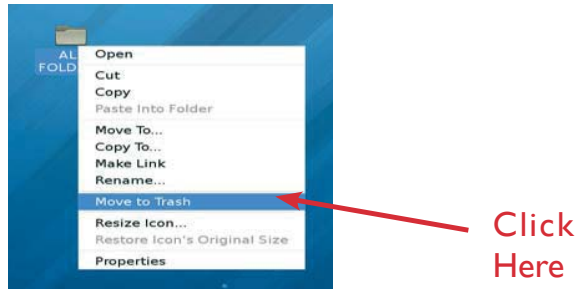 AL
FOLD
Open
Cut
Copy
Paste Into Folder
Move To...
Copy To...
Make Link
Rename...
Move to Trash
Resize Icon...
Restore Icon's Original Size
Properties
Click
Here